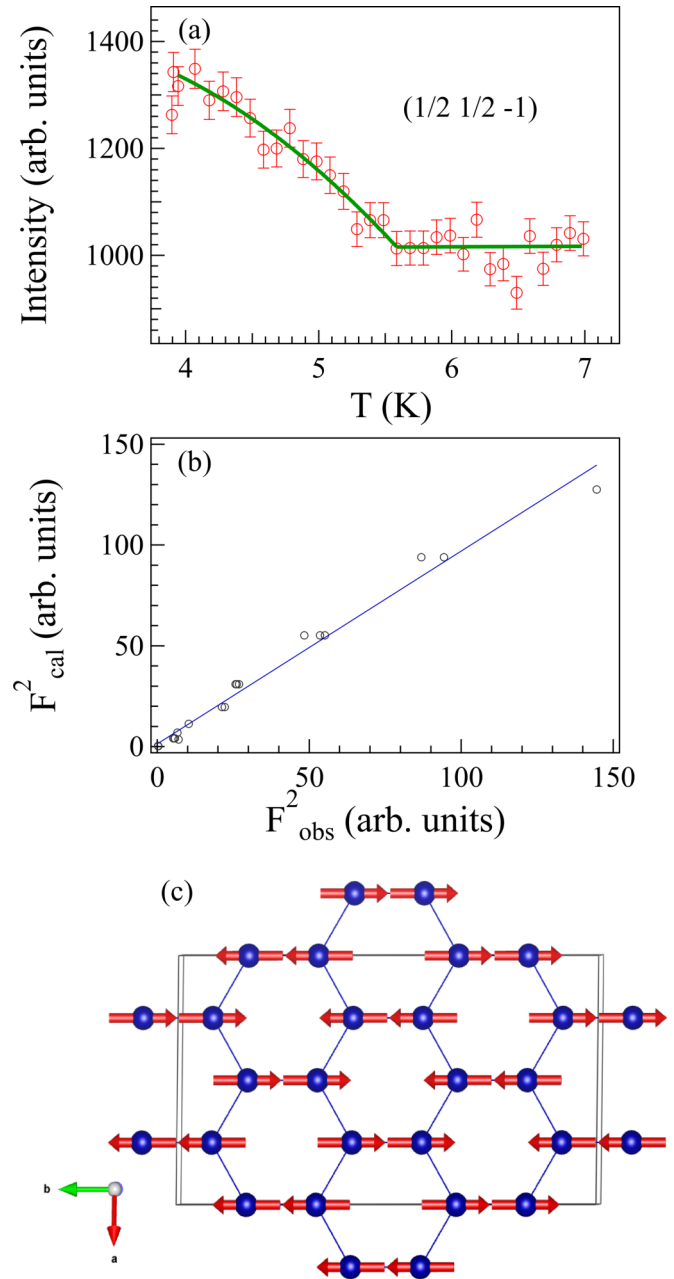 (a)
(1/2 1/2 -1)
Intensity (arb. units)
1400
1200
1000
4
5
6
7
T (K)
(b)
F²cal (arb. units)
150
100
50
0
0
50
100
150
F²obs (arb. units)
(c)
b
a